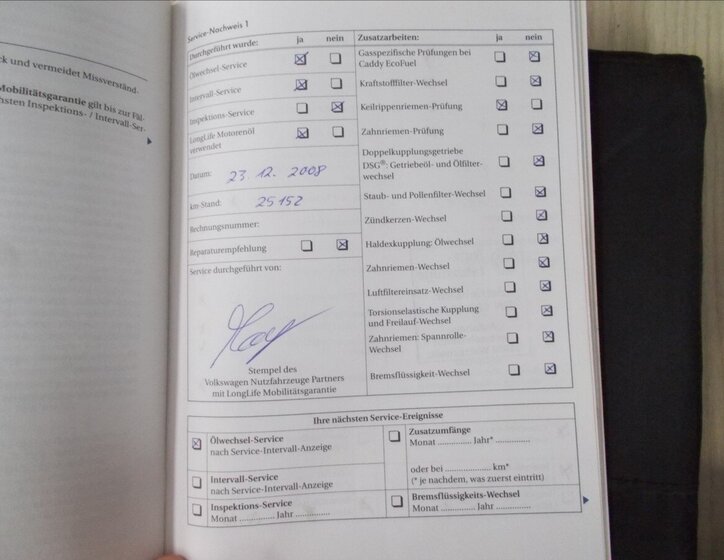 ck und vermeidet Missverständ.
Mobilitätsgarantie gilt bis zur Fäl-
hsten Inspektions- / Intervall-Ser-
Service-Nachweis 1
Durchgeführt wurde: ja nein
Ölwechsel-Service
Intervall-Service
Inspektions-Service
LongLife Motorenöl
verwendet
Datum: 23. 12. 2008
km-Stand: 25152
Rechnungsnummer:
Reparaturempfehlung
Service durchgeführt von:
Stempel des
Volkswagen Nutzfahrzeuge Partners
mit LongLife Mobilitätsgarantie
Zusatzarbeiten: ja nein
Gasspezifische Prüfungen bei
Caddy EcoFuel
Kraftstofffilter-Wechsel
Keilrippenriemen-Prüfung
Zahnriemen-Prüfung
Doppelkupplungsgetriebe
DSG®: Getriebeöl- und Ölfilter-
wechsel
Staub- und Pollenfilter-Wechsel
Zündkerzen-Wechsel
Haldexkupplung: Ölwechsel
Zahnriemen-Wechsel
Luftfiltereinsatz-Wechsel
Torsionselastische Kupplung
und Freilauf-Wechsel
Zahnriemen: Spannrolle-
Wechsel
Bremsflüssigkeit-Wechsel
Ihre nächsten Service-Ereignisse
Ölwechsel-Service
nach Service-Intervall-Anzeige
Intervall-Service
nach Service-Intervall-Anzeige
Inspektions-Service
Monat .............. Jahr ..............
Zusatzumfänge
Monat .............. Jahr* ..............
oder bei .................... km*
(* je nachdem, was zuerst eintritt)
Bremsflüssigkeits-Wechsel
Monat .............. Jahr ..............